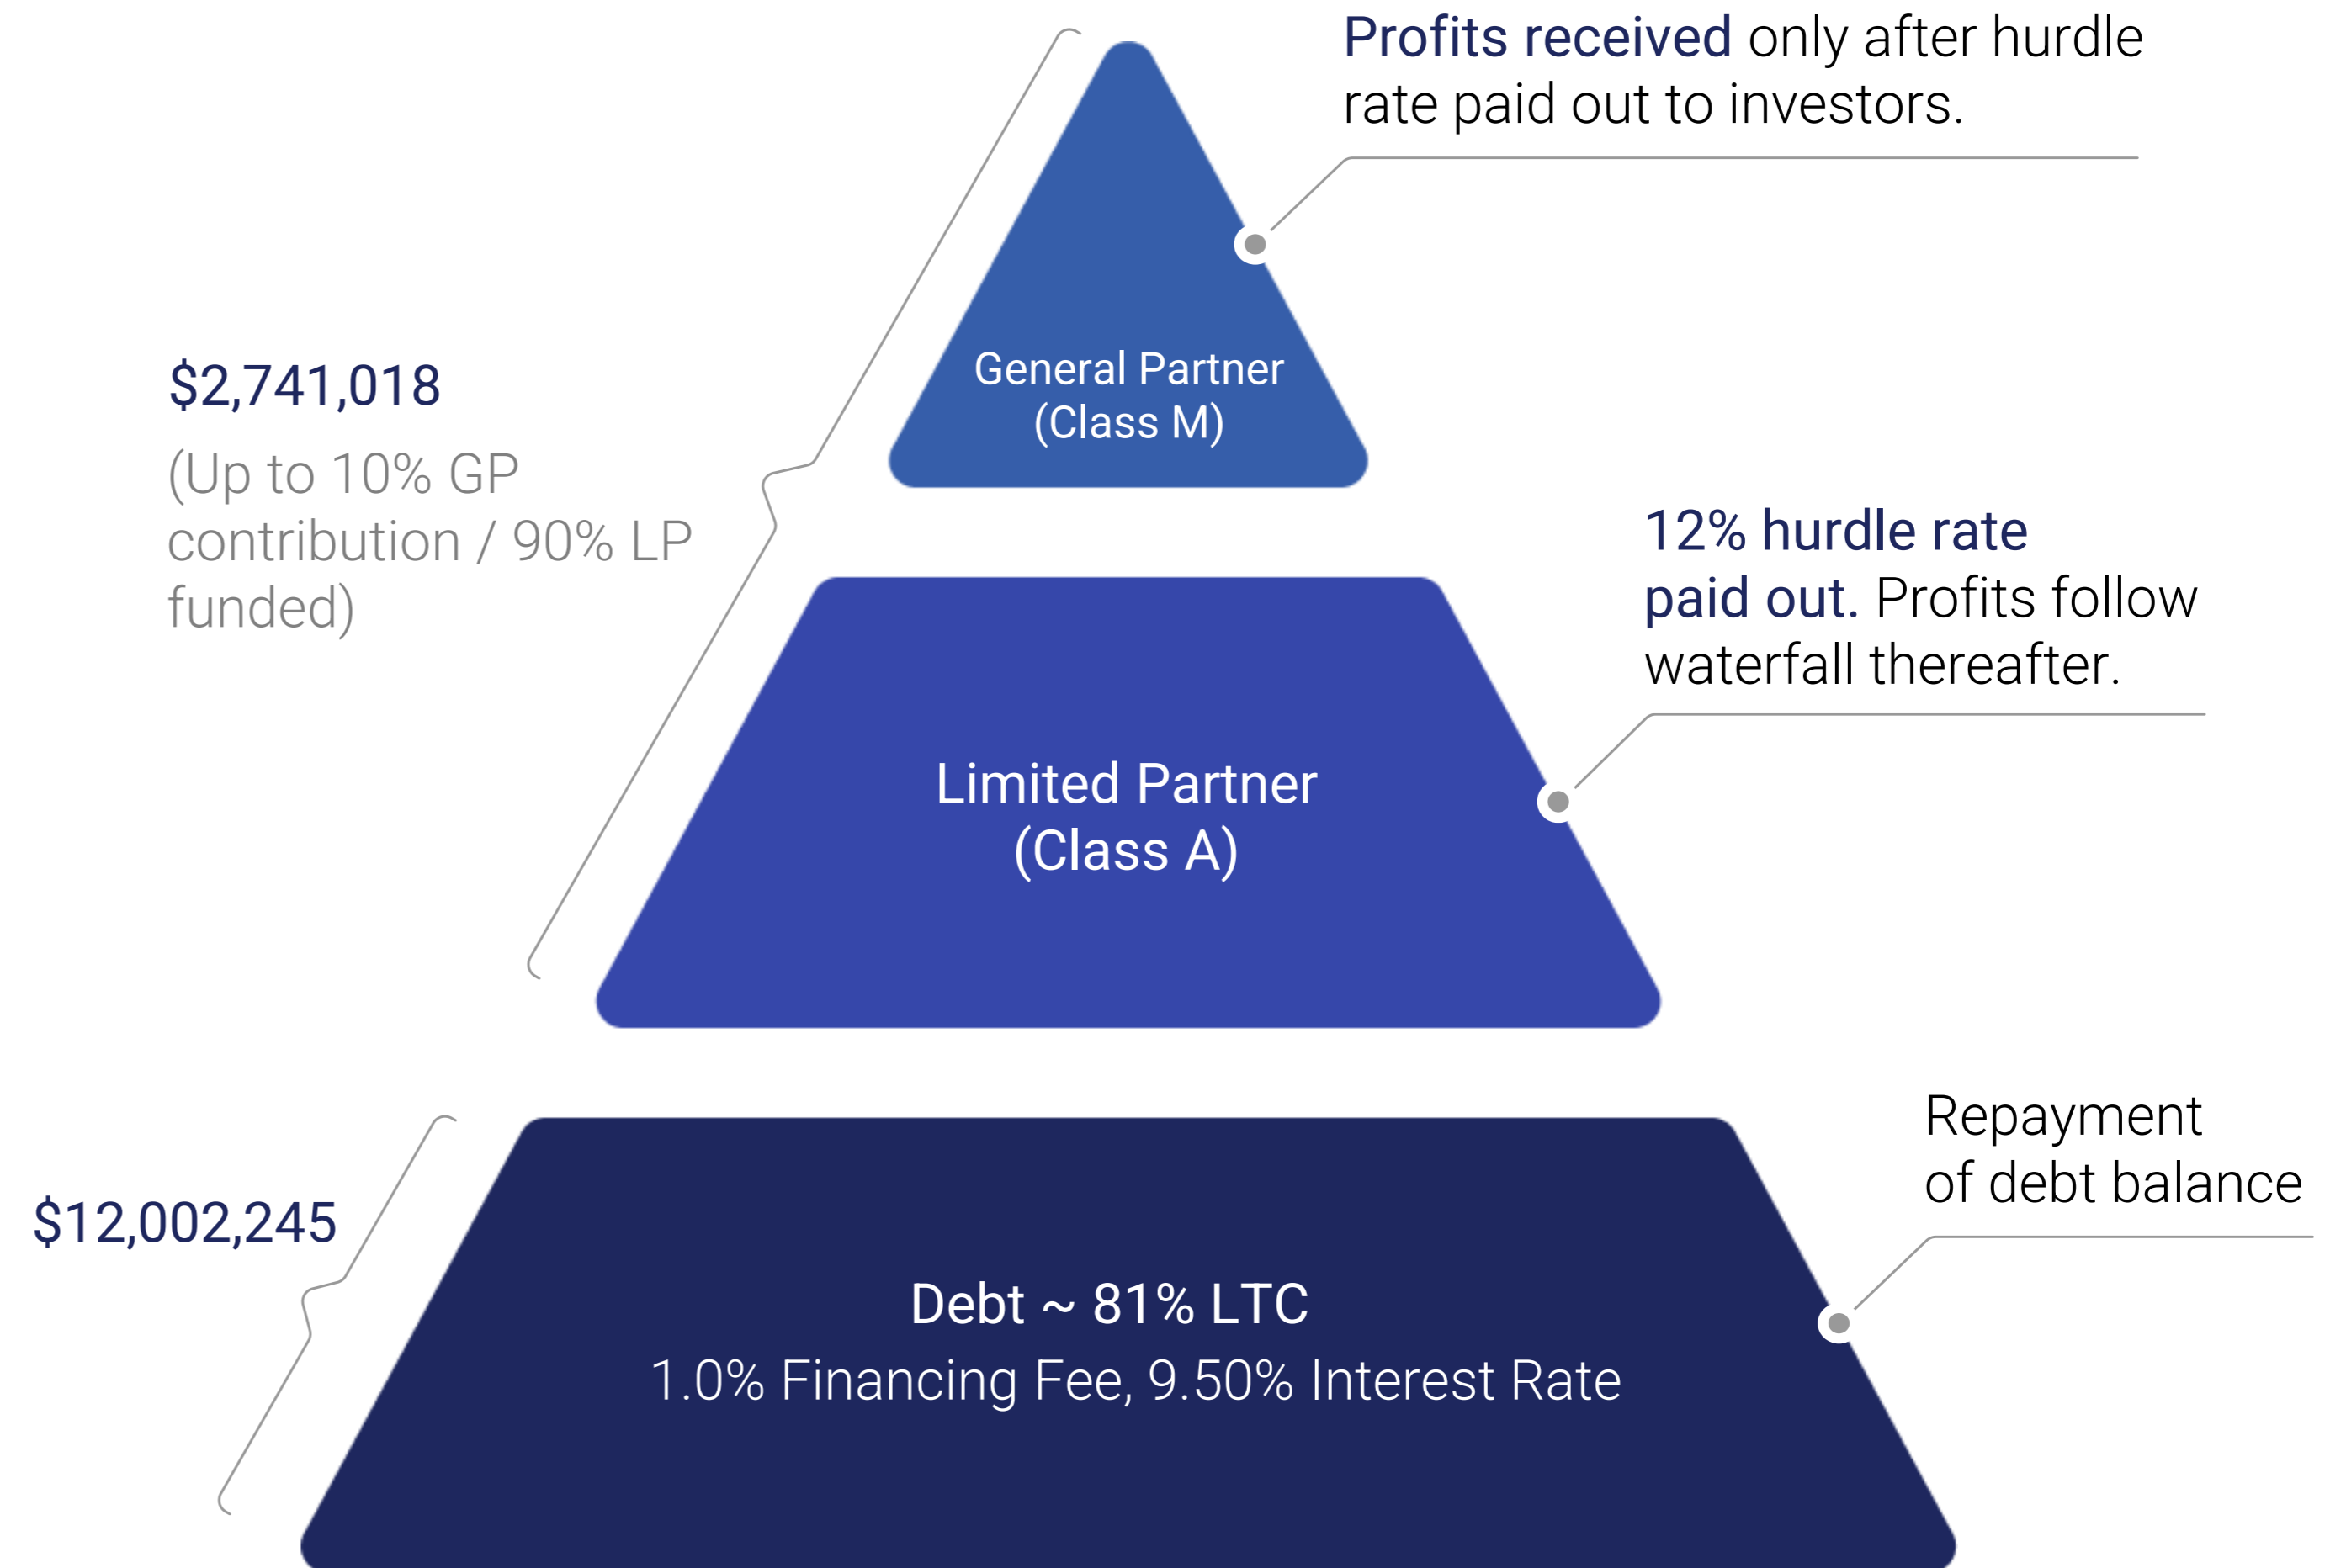 Profits received only after hurdle
rate paid out to investors.
General Partner
(Class M)
$2,741,018
(Up to 10% GP
contribution / 90% LP
funded)
12% hurdle rate
paid out. Profits follow
waterfall thereafter.
Limited Partner
(Class A)
Repayment
of debt balance
$12,002,245
Debt ~ 81% LTC
1.0% Financing Fee, 9.50% Interest Rate